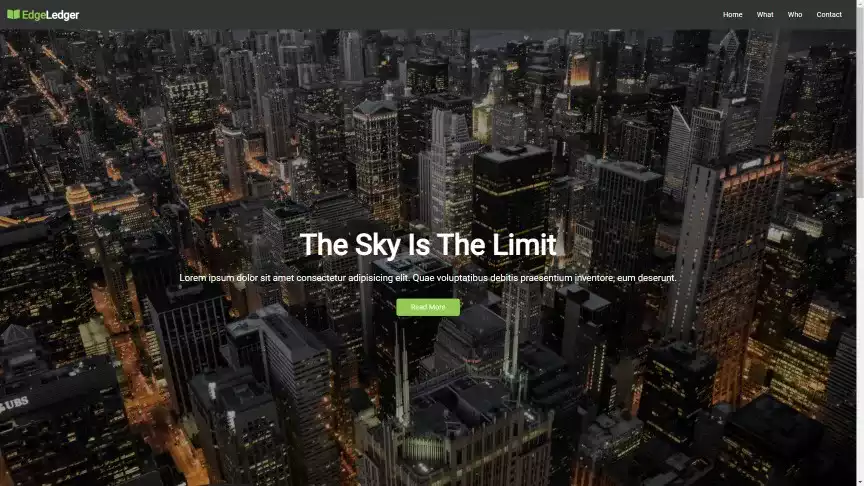 EdgeLedger
Home What Who Contact
The Sky Is The Limit
Lorem ipsum dolor sit amet consectetur adipisicing elit. Quae voluptatibus debitis praesentium inventore, eum deserunt.
Read More
UBS